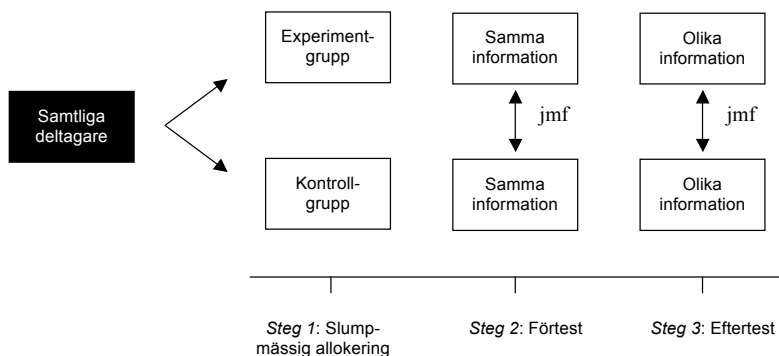 Experiment-
grupp
Samma
information
Olika
information
Samtliga
deltagare
jmf
jmf
Kontroll-
grupp
Samma
information
Olika
information
Steg 1: Slump-
mässig allokering
Steg 2: Förtest
Steg 3: Eftertest